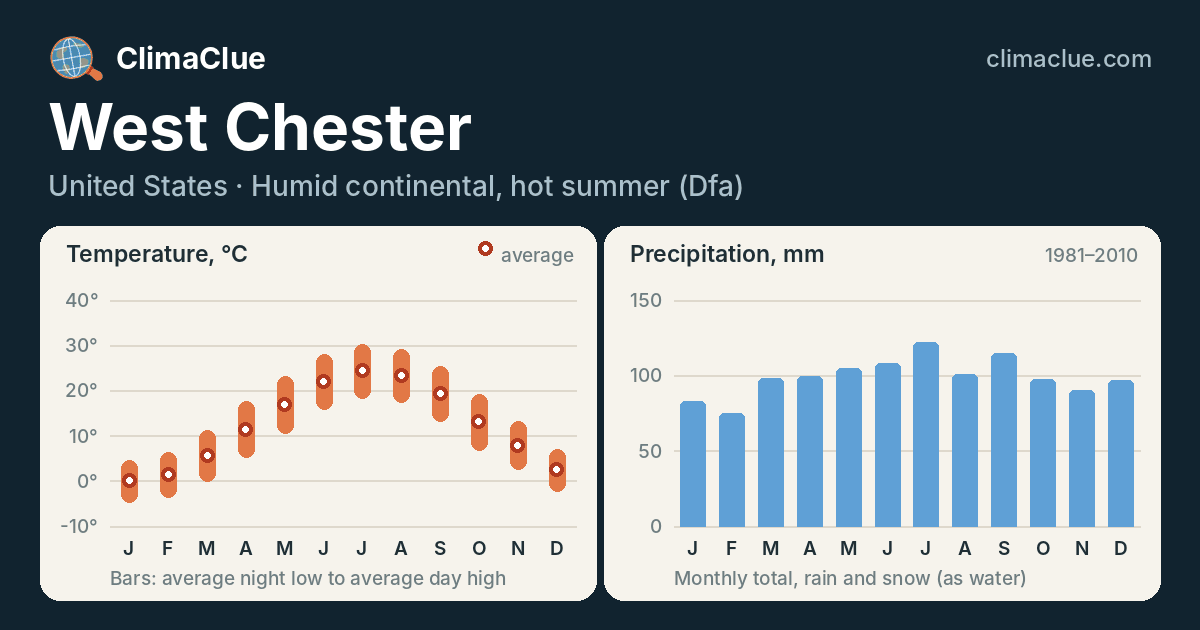 ClimaClue
climaclue.com
West Chester
United States · Humid continental, hot summer (Dfa)
Temperature, °C
average
40°
30°
20°
10°
0°
-10°
J F M A M J J A S O N D
Bars: average night low to average day high
Precipitation, mm
1981–2010
150
100
50
0
J F M A M J J A S O N D
Monthly total, rain and snow (as water)